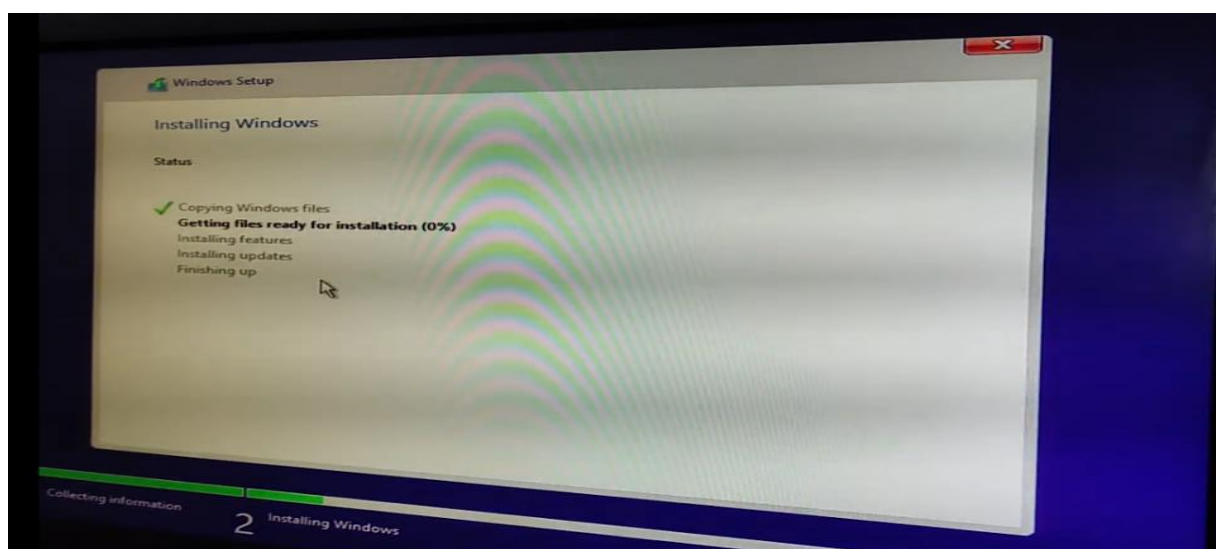 Windows Setup
Installing Windows
Status
Copying Windows files
Getting files ready for installation (0%)
Installing features
Installing updates
Finishing up
Collecting information
2 Installing Windows